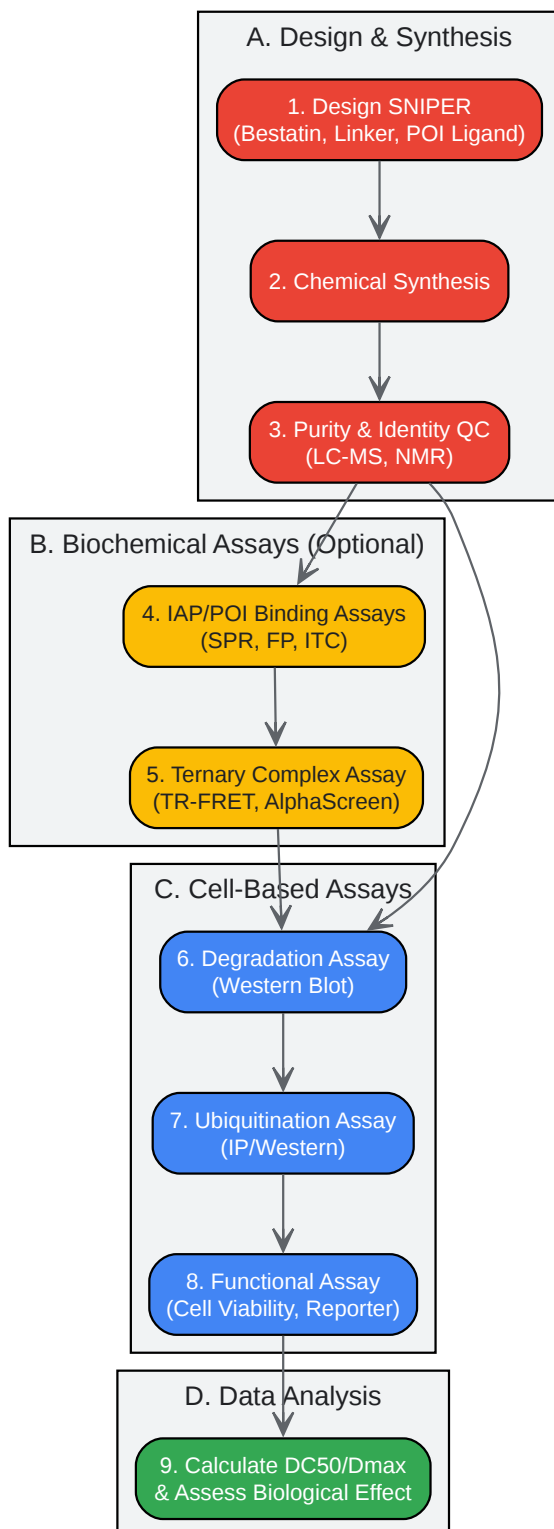 A. Design & Synthesis
1. Design SNIPER
(Bestatin, Linker, POI Ligand)
2. Chemical Synthesis
3. Purity & Identity QC
(LC-MS, NMR)
B. Biochemical Assays (Optional)
4. IAP/POI Binding Assays
(SPR, FP, ITC)
5. Ternary Complex Assay
(TR-FRET, AlphaScreen)
C. Cell-Based Assays
6. Degradation Assay
(Western Blot)
7. Ubiquitination Assay
(IP/Western)
8. Functional Assay
(Cell Viability, Reporter)
D. Data Analysis
9. Calculate DC50/Dmax
& Assess Biological Effect